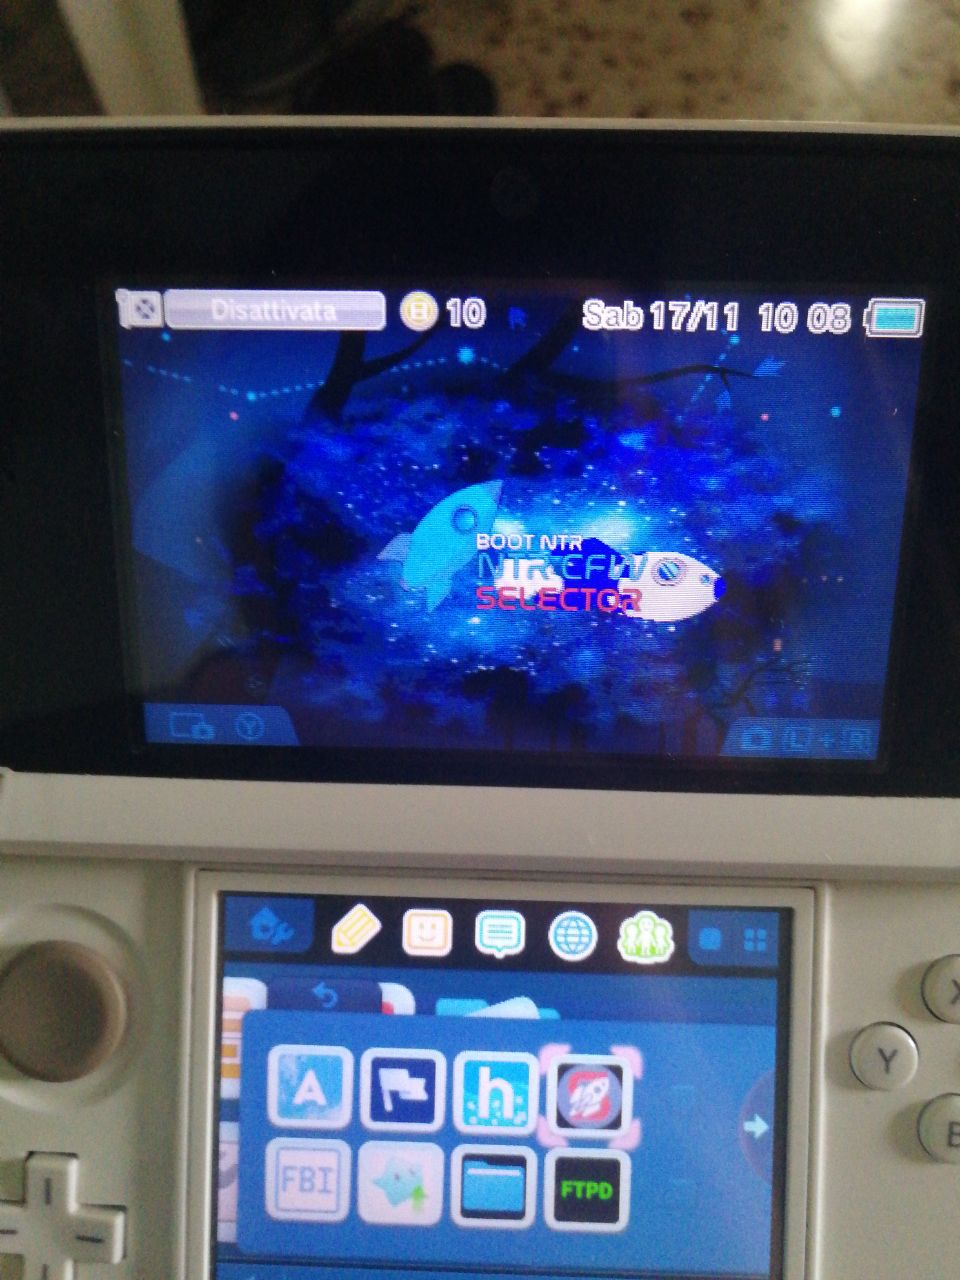 Disattivata 10 Sab 17/11 10 08
BOOT NTR
NTR CFW
SELECTOR
Y L + R
A h
FBI FTPD
X
Y
B